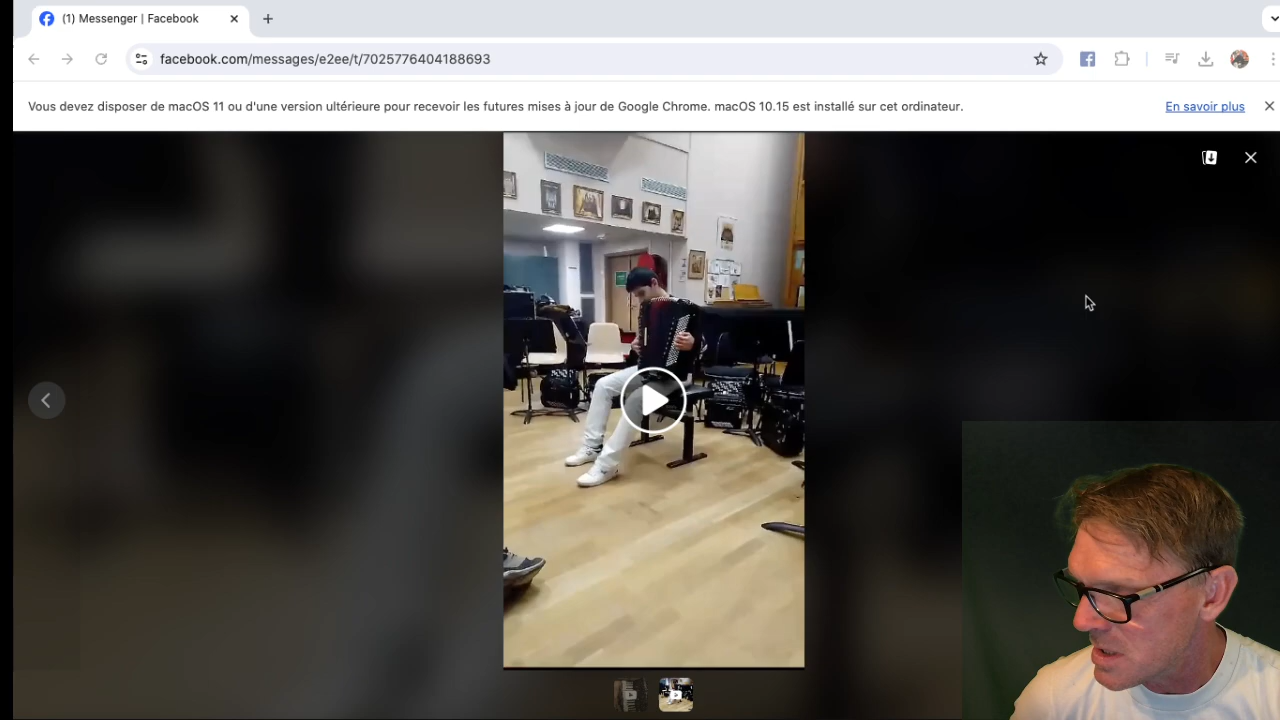 (1) Messenger | Facebook
facebook.com/messages/e2ee/t/7025776404188693
Vous devez disposer de macOS 11 ou d'une version ultérieure pour recevoir les futures mises à jour de Google Chrome. macOS 10.15 est installé sur cet ordinateur.
En savoir plus